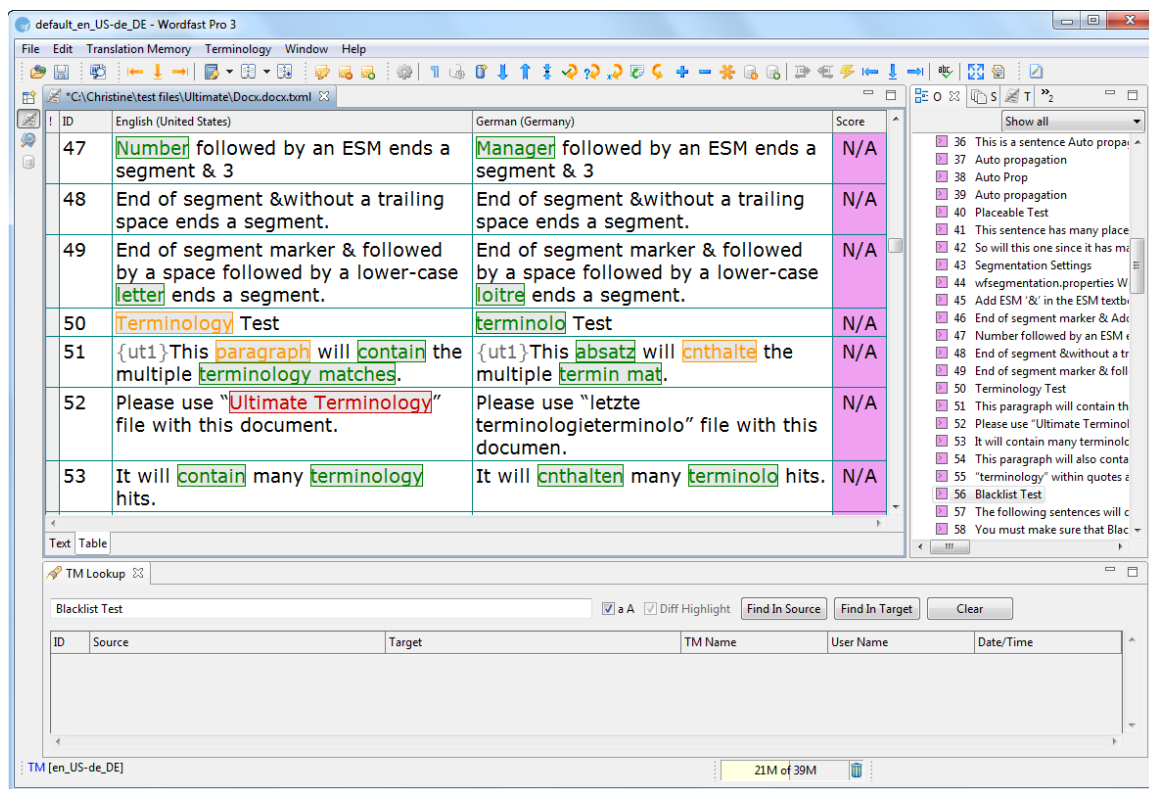 default_en_US-de_DE - Wordfast Pro 3
File Edit Translation Memory Terminology Window Help
*C:\Christine\test files\Ultimate\Docx.docx.txml
O S T »2
! ID English (United States) German (Germany) Score
Show all
47 Number followed by an ESM ends a segment & 3 Manager followed by an ESM ends a segment & 3 N/A
48 End of segment &without a trailing space ends a segment. End of segment &without a trailing space ends a segment. N/A
49 End of segment marker & followed by a space followed by a lower-case letter ends a segment. End of segment marker & followed by a space followed by a lower-case loitre ends a segment. N/A
50 Terminology Test terminolo Test N/A
51 {ut1}This paragraph will contain the multiple terminology matches. {ut1}This absatz will cnthalte the multiple termin mat. N/A
52 Please use “Ultimate Terminology” file with this document. Please use “letzte terminologieterminolo” file with this documen. N/A
53 It will contain many terminology hits. It will cnthalten many terminolo hits. N/A
36 This is a sentence Auto propa
37 Auto propagation
38 Auto Prop
39 Auto propagation
40 Placeable Test
41 This sentence has many place
42 So will this one since it has ma
43 Segmentation Settings
44 wfsegmentation.properties W
45 Add ESM ‘&’ in the ESM textb
46 End of segment marker & Add
47 Number followed by an ESM e
48 End of segment &without a tr
49 End of segment marker & foll
50 Terminology Test
51 This paragraph will contain th
52 Please use “Ultimate Terminol
53 It will contain many terminolo
54 This paragraph will also conta
55 “terminology” within quotes a
56 Blacklist Test
57 The following sentences will c
58 You must make sure that Blac
Text Table
TM Lookup
Blacklist Test a A Diff Highlight Find In Source Find In Target Clear
ID Source Target TM Name User Name Date/Time
TM [en_US-de_DE] 21M of 39M